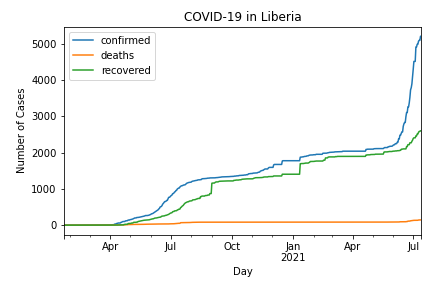 COVID-19 in Liberia
confirmed
deaths
recovered
5000
4000
3000
2000
1000
0
Number of Cases
Apr Jul Oct Jan Apr Jul
2021
Day